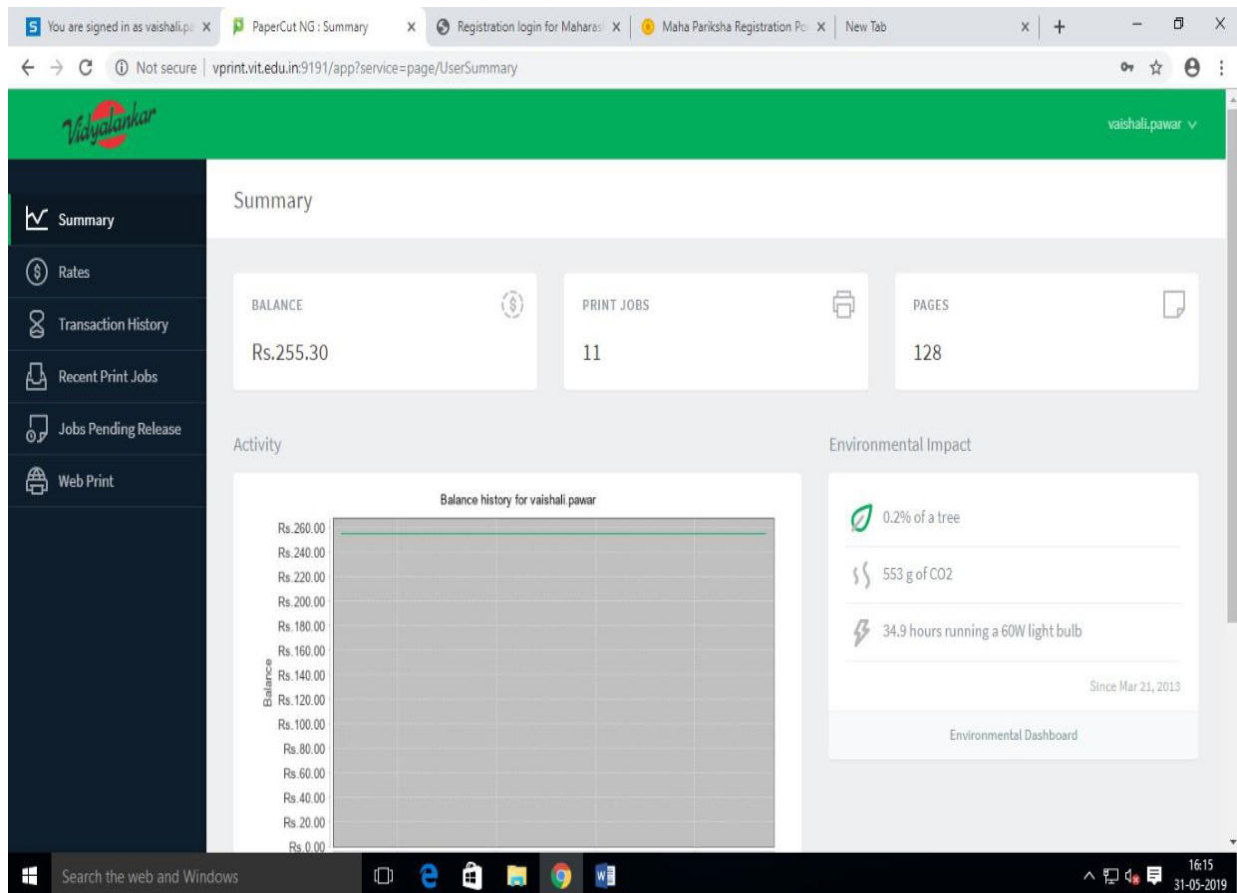 You are signed in as vaishali.pa
PaperCut NG : Summary
Registration login for Maharas
Maha Pariksha Registration Po
New Tab
Not secure | vprint.vit.edu.in:9191/app?service=page/UserSummary
Vidyalankar
vaishali.pawar
Summary
Rates
Transaction History
Recent Print Jobs
Jobs Pending Release
Web Print
Summary
BALANCE
Rs.255.30
PRINT JOBS
11
PAGES
128
Activity
Balance history for vaishali.pawar
Rs.260.00
Rs.240.00
Rs.220.00
Rs.200.00
Rs.180.00
Rs.160.00
Rs.140.00
Rs.120.00
Rs.100.00
Rs.80.00
Rs.60.00
Rs.40.00
Rs.20.00
Rs.0.00
Balance
Environmental Impact
0.2% of a tree
553 g of CO2
34.9 hours running a 60W light bulb
Since Mar 21, 2013
Environmental Dashboard
Search the web and Windows
16:15
31-05-2019